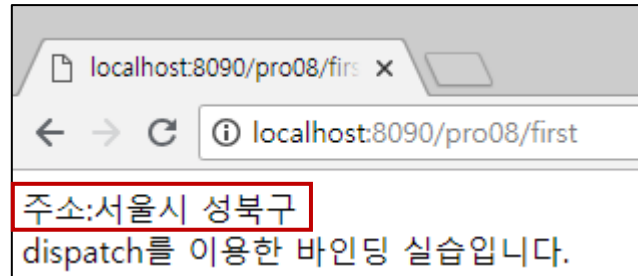 localhost:8090/pro08/firs
localhost:8090/pro08/first
주소:서울시 성북구
dispatch를 이용한 바인딩 실습입니다.